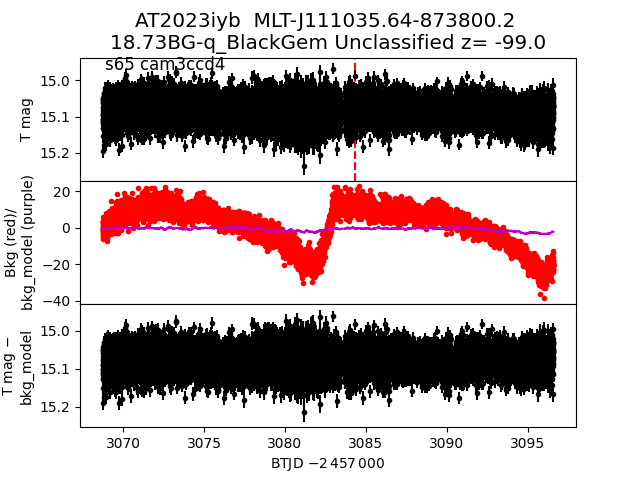 AT2023iyb  MLT-J111035.64-873800.2
18.73BG-q_BlackGem Unclassified z= -99.0
s65 cam3ccd4
15.0
15.1
15.2
T mag
20
0
−20
−40
Bkg (red)/
bkg_model (purple)
15.0
15.1
15.2
T mag −
bkg_model
3070
3075
3080
3085
3090
3095
BTJD −2 457 000